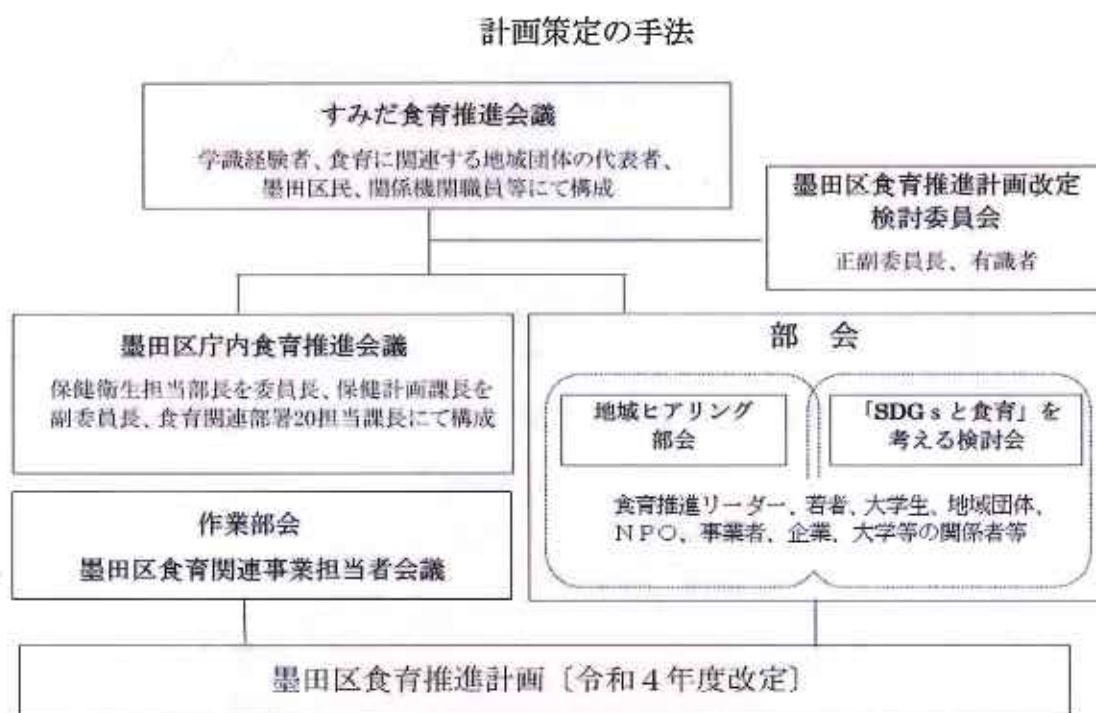 計画策定の手法
すみだ食育推進会議
学識経験者、食育に関連する地域団体の代表者、
墨田区民、関係機関職員等にて構成
墨田区食育推進計画改定
検討委員会
正副委員長、有識者
墨田区庁内食育推進会議
保健衛生担当部長を委員長、保健計画課長を
副委員長、食育関連部署20担当課長にて構成
部　会
地域ヒアリング
部会
「SDGｓと食育」を
考える検討会
食育推進リーダー、若者、大学生、地域団体、
ＮＰＯ、事業者、企業、大学等の関係者等
作業部会
墨田区食育関連事業担当者会議
墨田区食育推進計画〔令和４年度改定〕